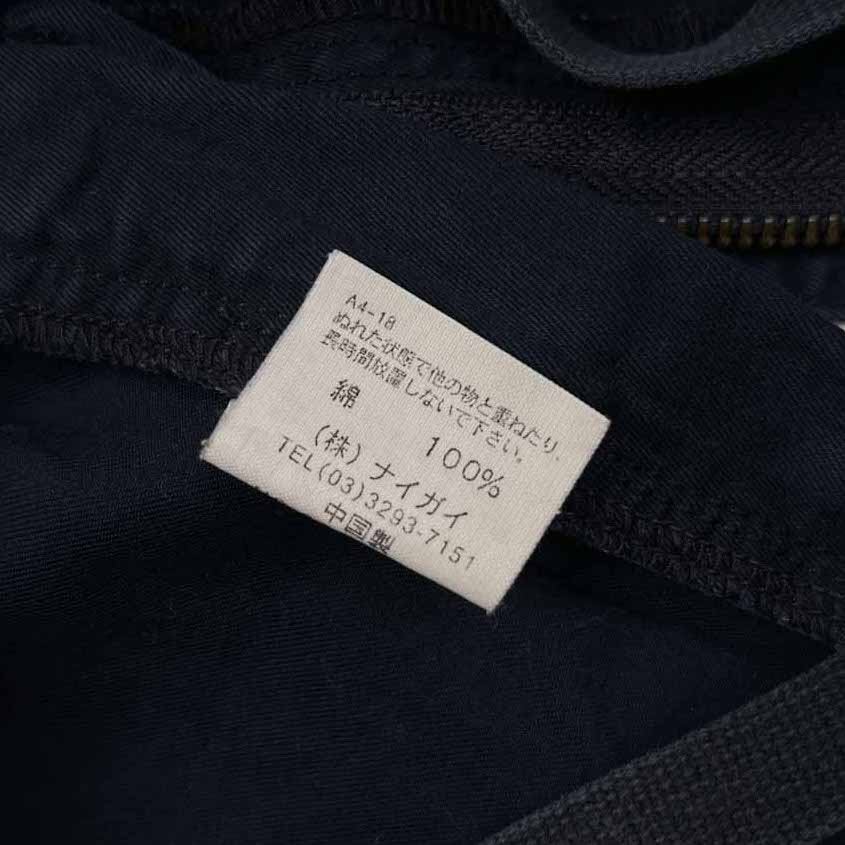 A4-18
ぬれた状態で他の物と重ねたり、
長時間放置しないで下さい。
綿 100%
(株)ナイガイ
TEL(03)3293-7151
中国製